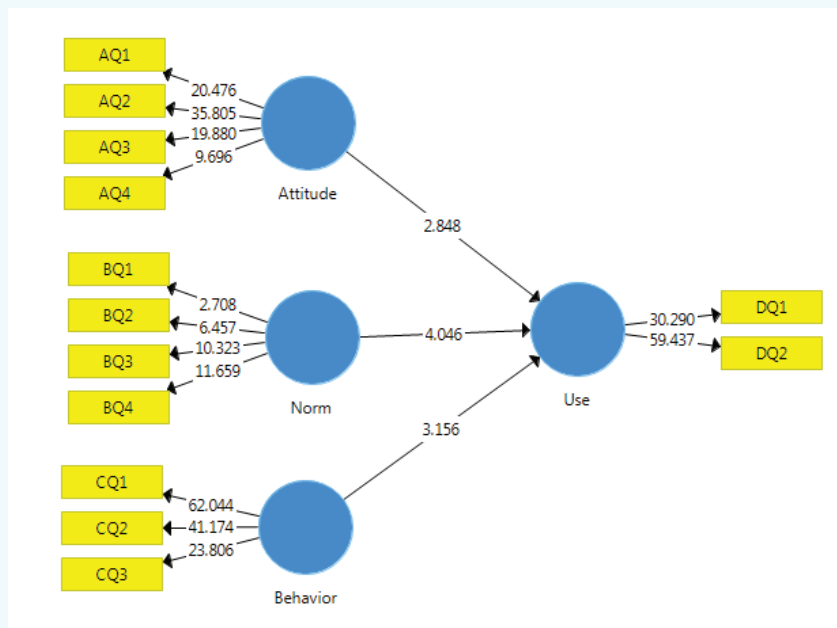 AQ1
20.476
AQ2
35.805
AQ3
19.880
9.696
AQ4
Attitude
2.848
BQ1
2.708
BQ2
6.457
BQ3
10.323
11.659
BQ4
Norm
4.046
DQ1
30.290
59.437
DQ2
Use
3.156
CQ1
62.044
CQ2
41.174
23.806
CQ3
Behavior